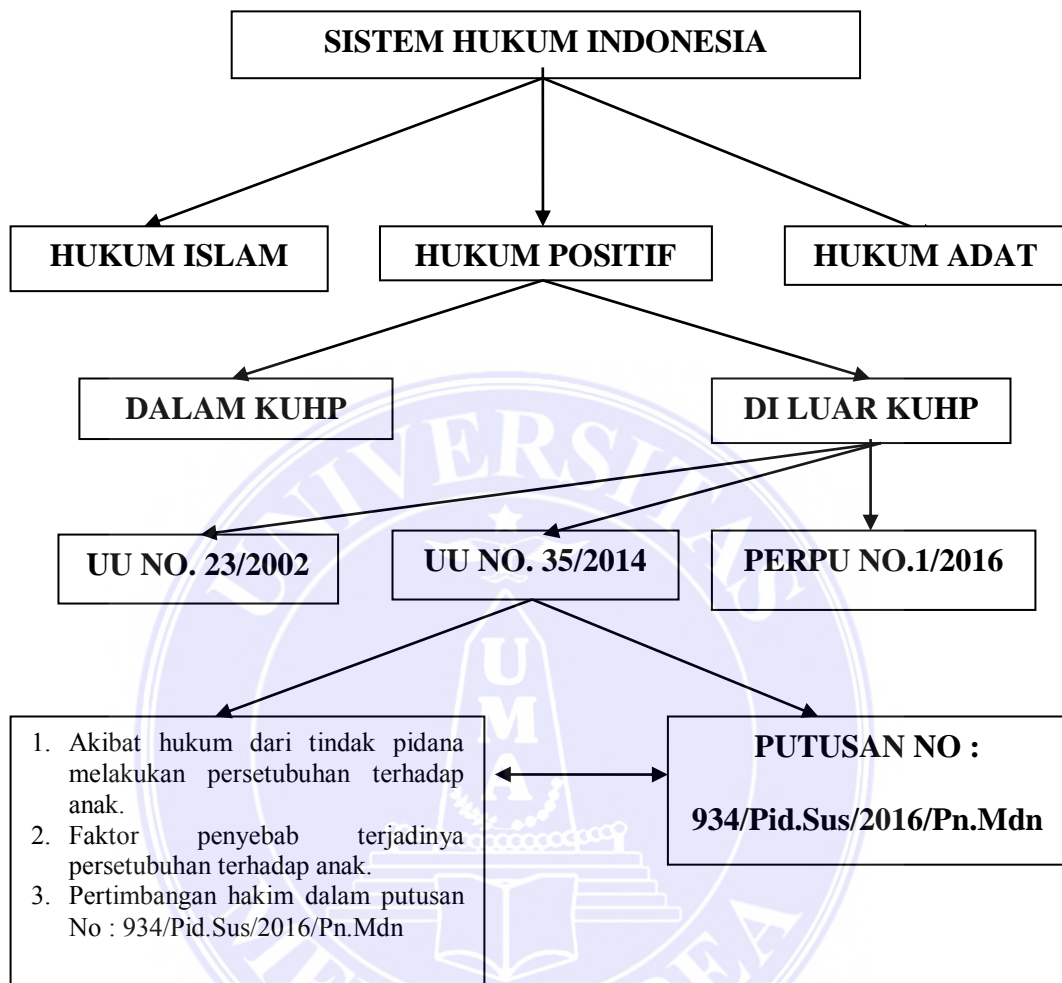 SISTEM HUKUM INDONESIA
HUKUM ISLAM
HUKUM POSITIF
HUKUM ADAT
DALAM KUHP
DI LUAR KUHP
UU NO. 23/2002
UU NO. 35/2014
PERPU NO.1/2016
1. Akibat hukum dari tindak pidana
melakukan persetubuhan terhadap
anak.
2. Faktor penyebab terjadinya
persetubuhan terhadap anak.
3. Pertimbangan hakim dalam putusan
No : 934/Pid.Sus/2016/Pn.Mdn
PUTUSAN NO :
934/Pid.Sus/2016/Pn.Mdn
UNIVERSITAS
UMA